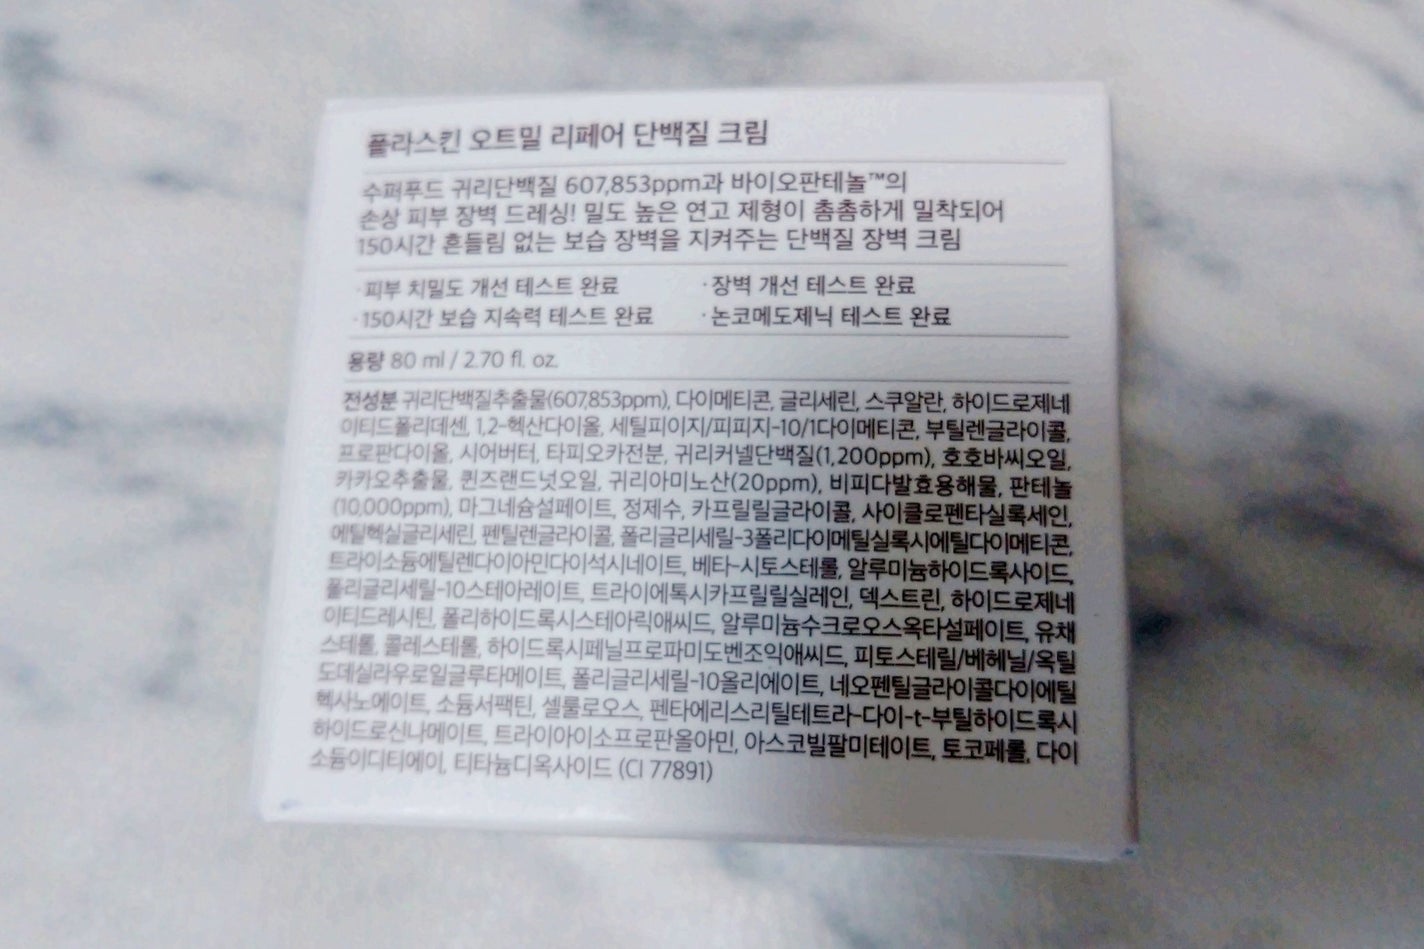 플라스킨 오트밀 리페어 단백질 크림
수퍼푸드 귀리단백질 607,853ppm과 바이오판테놀™의
손상 피부 장벽 드레싱! 밀도 높은 연고 제형이 촘촘하게 밀착되어
150시간 흔들림 없는 보습 장벽을 지켜주는 단백질 장벽 크림
·피부 치밀도 개선 테스트 완료 ·장벽 개선 테스트 완료
·150시간 보습 지속력 테스트 완료 ·논코메도제닉 테스트 완료
용량 80 ml / 2.70 fl. oz.
전성분 귀리단백질추출물(607,853ppm), 다이메티콘, 글리세린, 스쿠알란, 하이드로제네
이티드폴리데센, 1,2-헥산다이올, 세틸피이지/피피지-10/1다이메티콘, 부틸렌글라이콜,
프로판다이올, 시어버터, 타피오카전분, 귀리커넬단백질(1,200ppm), 호호바씨오일,
카카오추출물, 퀸즈랜드넛오일, 귀리아미노산(20ppm), 비피다발효용해물, 판테놀
(10,000ppm), 마그네슘설페이트, 정제수, 카프릴릴글라이콜, 사이클로펜타실록세인,
에틸헥실글리세린, 펜틸렌글라이콜, 폴리글리세릴-3폴리다이메틸실록시에틸다이메티콘,
트라이소듐에틸렌다이아민다이석시네이트, 베타-시토스테롤, 알루미늄하이드록사이드,
폴리글리세릴-10스테아레이트, 트라이에톡시카프릴릴실레인, 덱스트린, 하이드로제네
이티드레시틴, 폴리하이드록시스테아릭애씨드, 알루미늄수크로오스옥타설페이트, 유채
스테롤, 콜레스테롤, 하이드록시페닐프로파미도벤조익애씨드, 피토스테릴/베헤닐/옥틸
도데실라우로일글루타메이트, 폴리글리세릴-10올리에이트, 네오펜틸글라이콜다이에틸
헥사노에이트, 소듐서팩틴, 셀룰로오스, 펜타에리스리틸테트라-다이-t-부틸하이드록시
하이드로신나메이트, 트라이아이소프로판올아민, 아스코빌팔미테이트, 토코페롤, 다이
소듐이디티에이, 티타늄디옥사이드 (CI 77891)